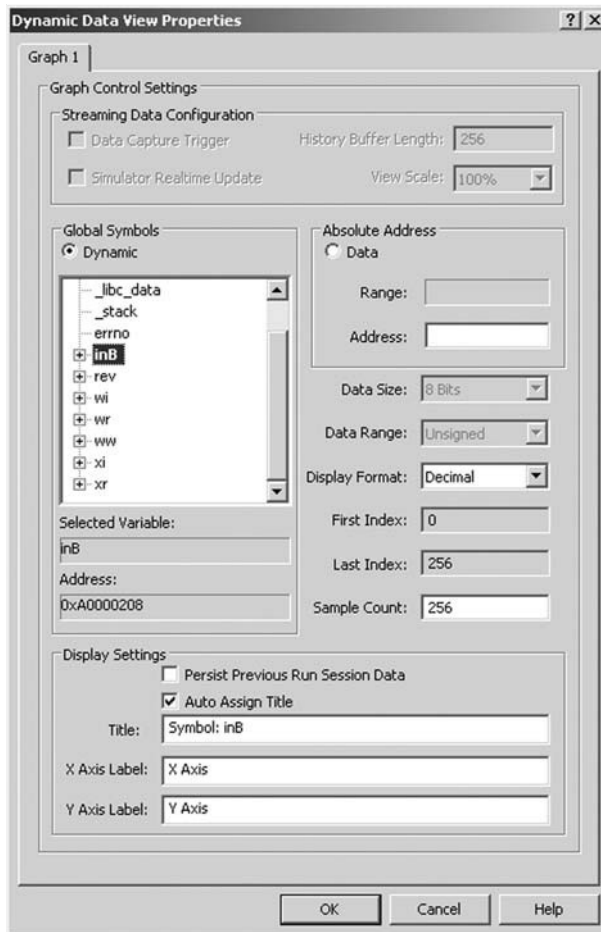 Dynamic Data View Properties
Graph 1
Graph Control Settings
Streaming Data Configuration
Data Capture Trigger
History Buffer Length: 256
Simulator Realtime Update
View Scale: 100%
Global Symbols
Dynamic
_libc_data
_stack
errno
inB
rev
wi
wr
ww
xi
xr
Selected Variable:
inB
Address:
0xA0000208
Absolute Address
Data
Range:
Address:
Data Size: 8 Bits
Data Range: Unsigned
Display Format: Decimal
First Index: 0
Last Index: 256
Sample Count: 256
Display Settings
Persist Previous Run Session Data
Auto Assign Title
Title: Symbol: inB
X Axis Label: X Axis
Y Axis Label: Y Axis
OK Cancel Help